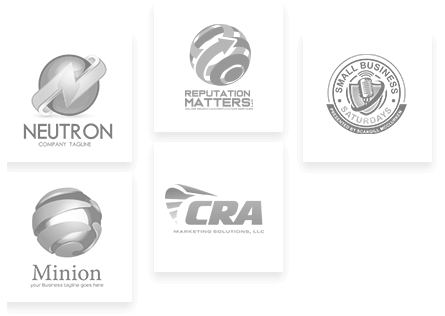 NEUTRON
COMPANY TAGLINE
REPUTATION
MATTERS
SMALL BUSINESS
SATURDAYS
Minion
your Business tagline goes here
CRA
MARKETING SOLUTIONS, LLC